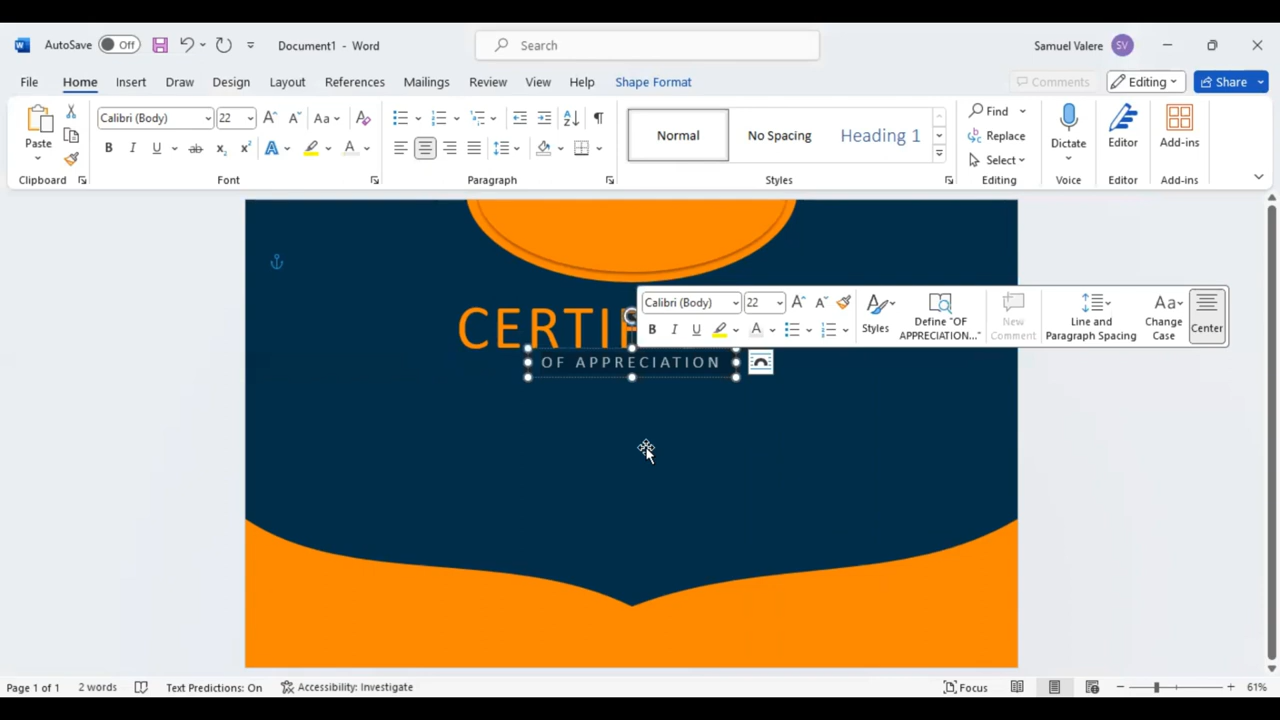 AutoSave Off Document1 - Word Search Samuel Valere SV
File Home Insert Draw Design Layout References Mailings Review View Help Shape Format Comments Editing Share
Paste Calibri (Body) 22 Aa Normal No Spacing Heading 1 Find Replace Select Dictate Editor Add-ins
Clipboard Font Paragraph Styles Editing Voice Editor Add-ins
Calibri (Body) 22 Styles Define "OF APPRECIATION..." New Comment Line and Paragraph Spacing Change Case Center
OF APPRECIATION
Page 1 of 1 2 words Text Predictions: On Accessibility: Investigate Focus 61%